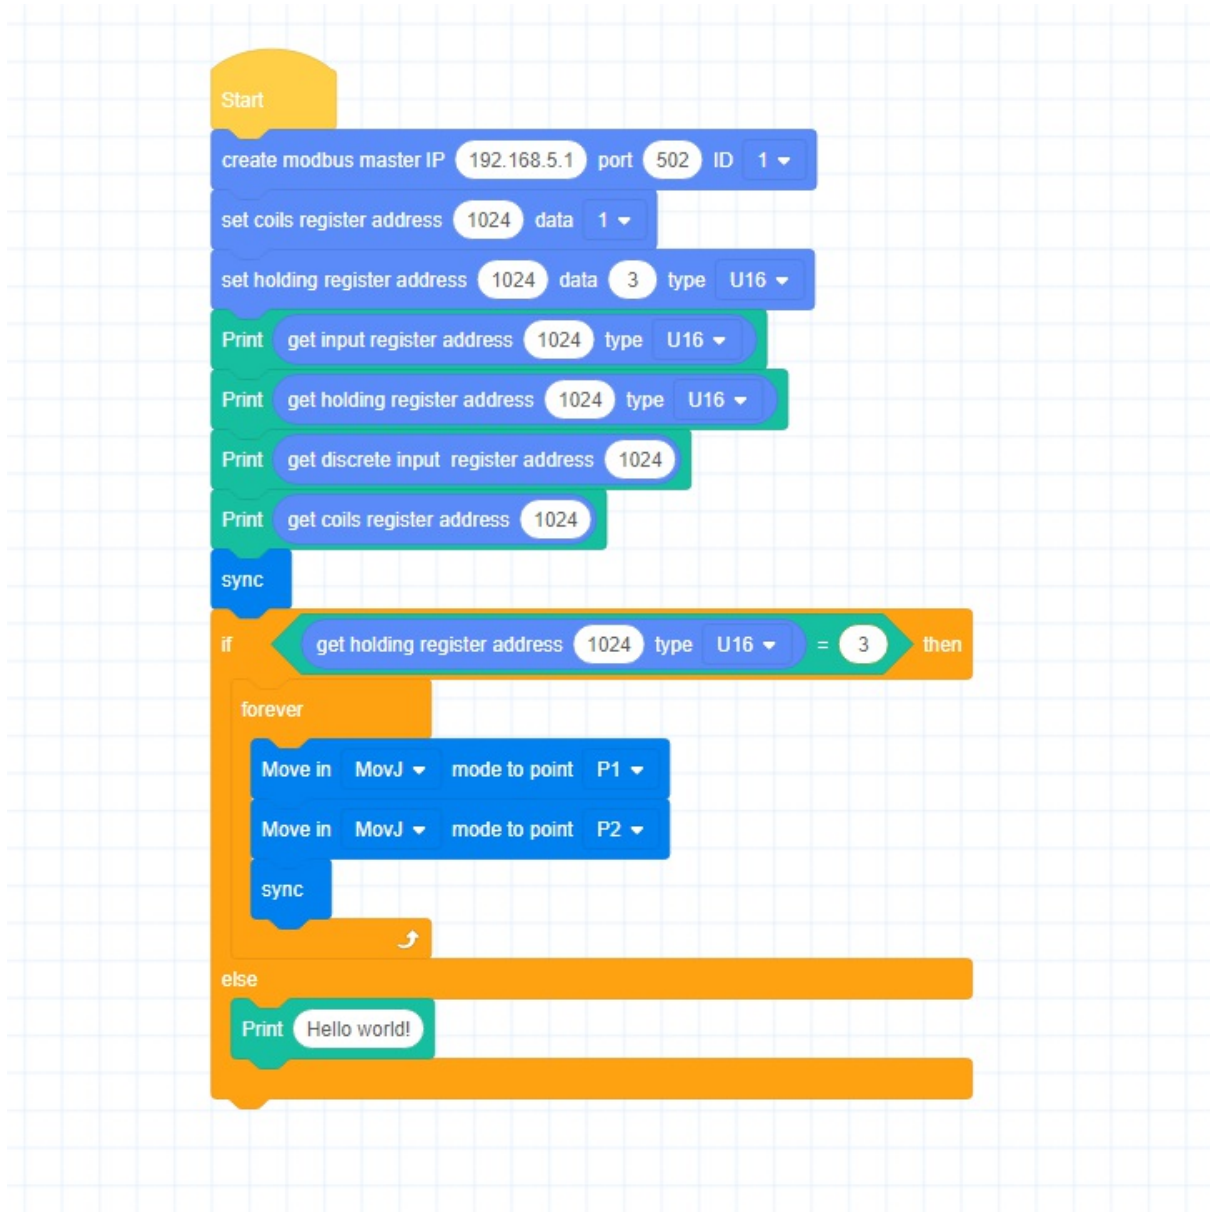 Start
create modbus master IP 192.168.5.1 port 502 ID 1
set coils register address 1024 data 1
set holding register address 1024 data 3 type U16
Print get input register address 1024 type U16
Print get holding register address 1024 type U16
Print get discrete input register address 1024
Print get coils register address 1024
sync
if get holding register address 1024 type U16 = 3 then
forever
Move in MovJ mode to point P1
Move in MovJ mode to point P2
sync
else
Print Hello world!